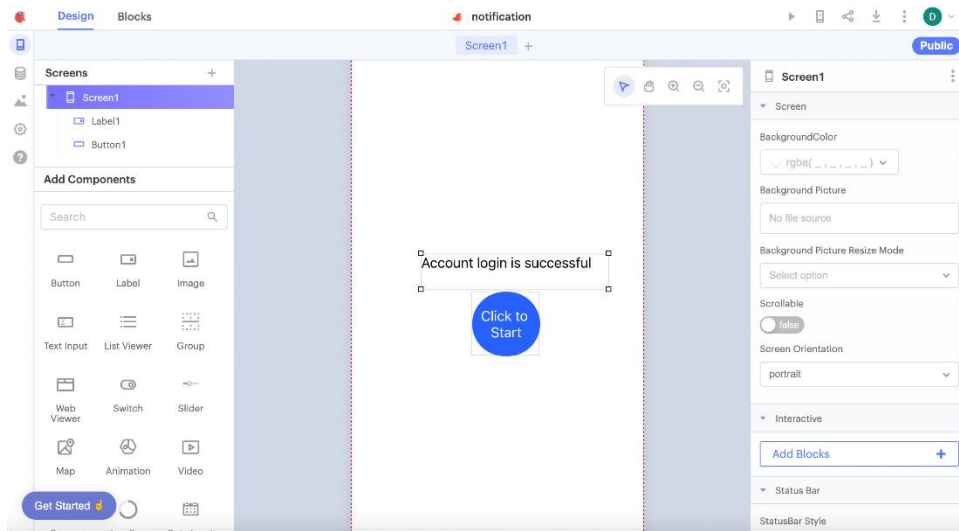 Design Blocks notification D
Screen1 +
Public
Screens +
Screen1
Label1
Button1
Add Components
Search
Button Label Image
Text Input List Viewer Group
Web Viewer Switch Slider
Map Animation Video
Get Started
Account login is successful
Click to
Start
Screen1
Screen
BackgroundColor
rgba( _ , _ , _ , _ )
Background Picture
No file source
Background Picture Resize Mode
Select option
Scrollable
false
Screen Orientation
portrait
Interactive
Add Blocks +
Status Bar
StatusBar Style